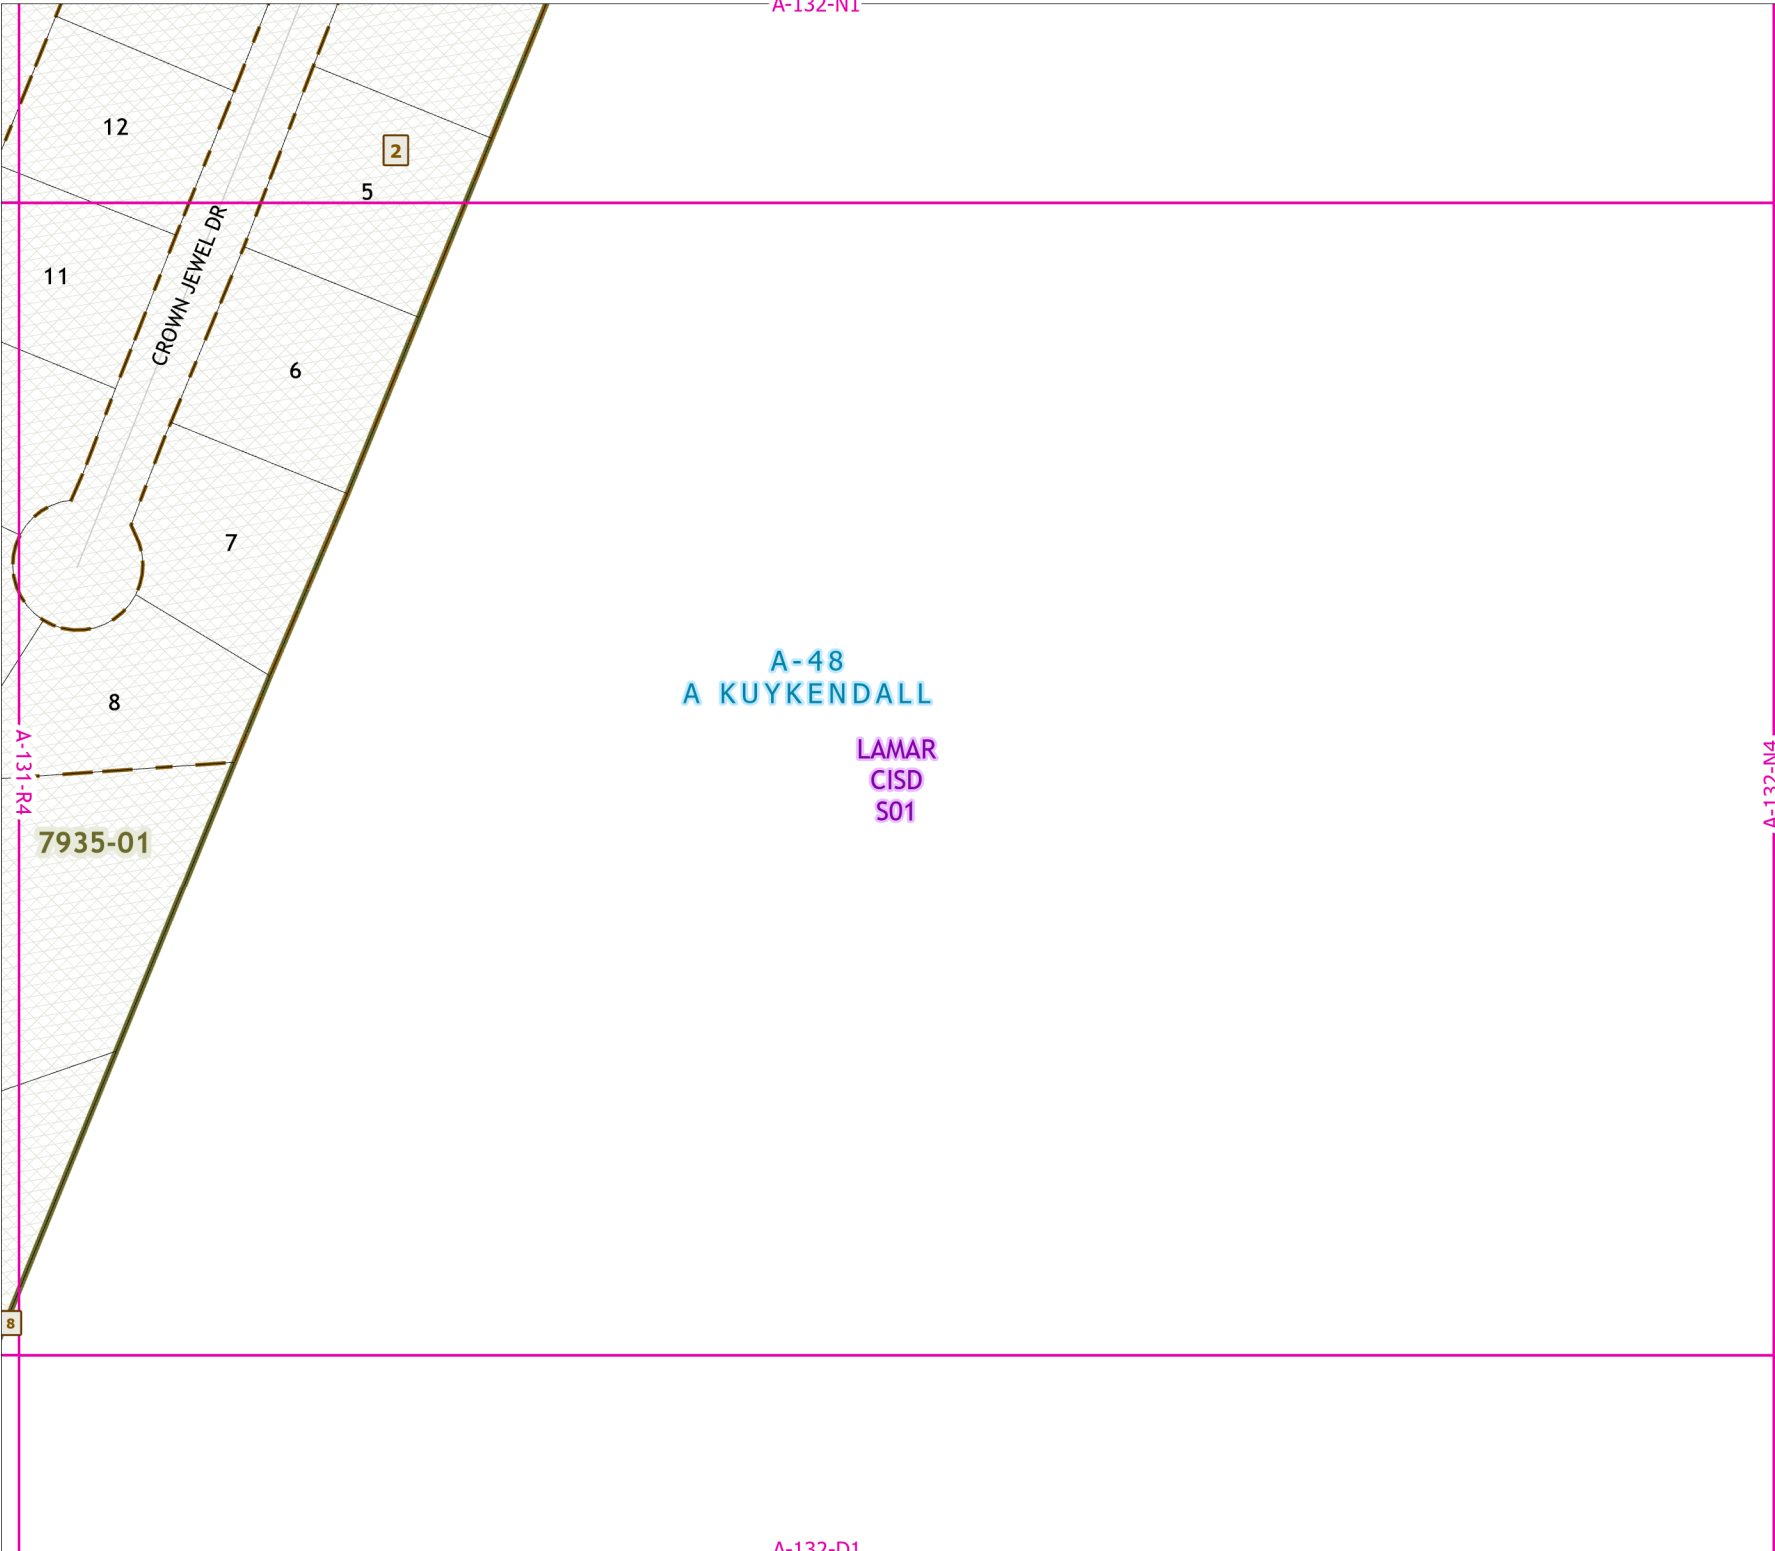 A-132-N1
12
2
5
11
CROWN JEWEL DR
6
7
A-48
A KUYKENDALL
8
LAMAR
CISD
S01
A-131-R4
A-132-N4
7935-01
8
A-132-D1